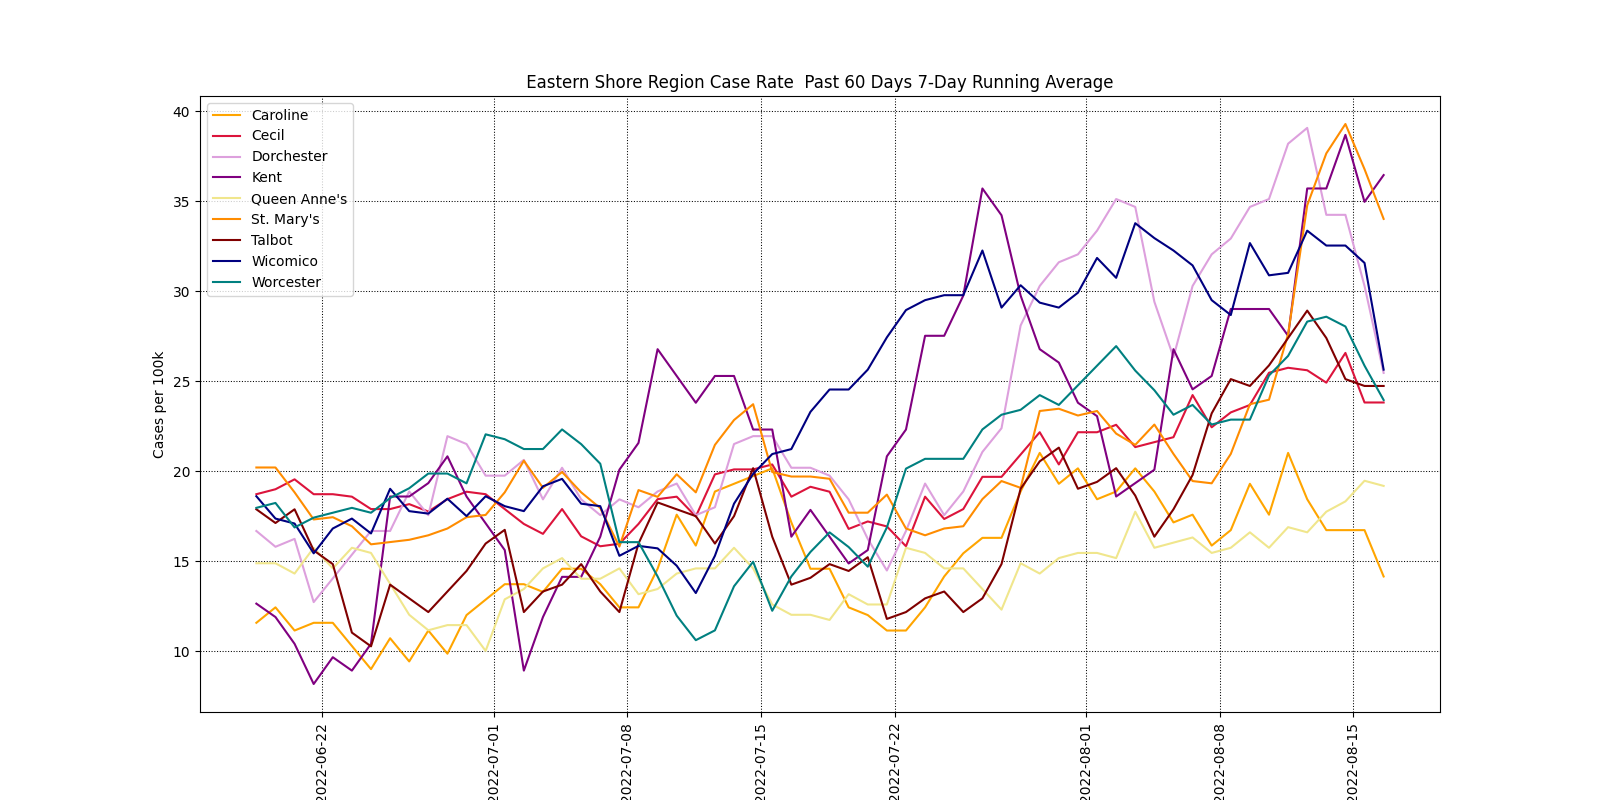 Eastern Shore Region Case Rate  Past 60 Days 7-Day Running Average
Caroline
Cecil
Dorchester
Kent
Queen Anne's
St. Mary's
Talbot
Wicomico
Worcester
Cases per 100k
40
35
30
25
20
15
10
2022-06-22
2022-07-01
2022-07-08
2022-07-15
2022-07-22
2022-08-01
2022-08-08
2022-08-15